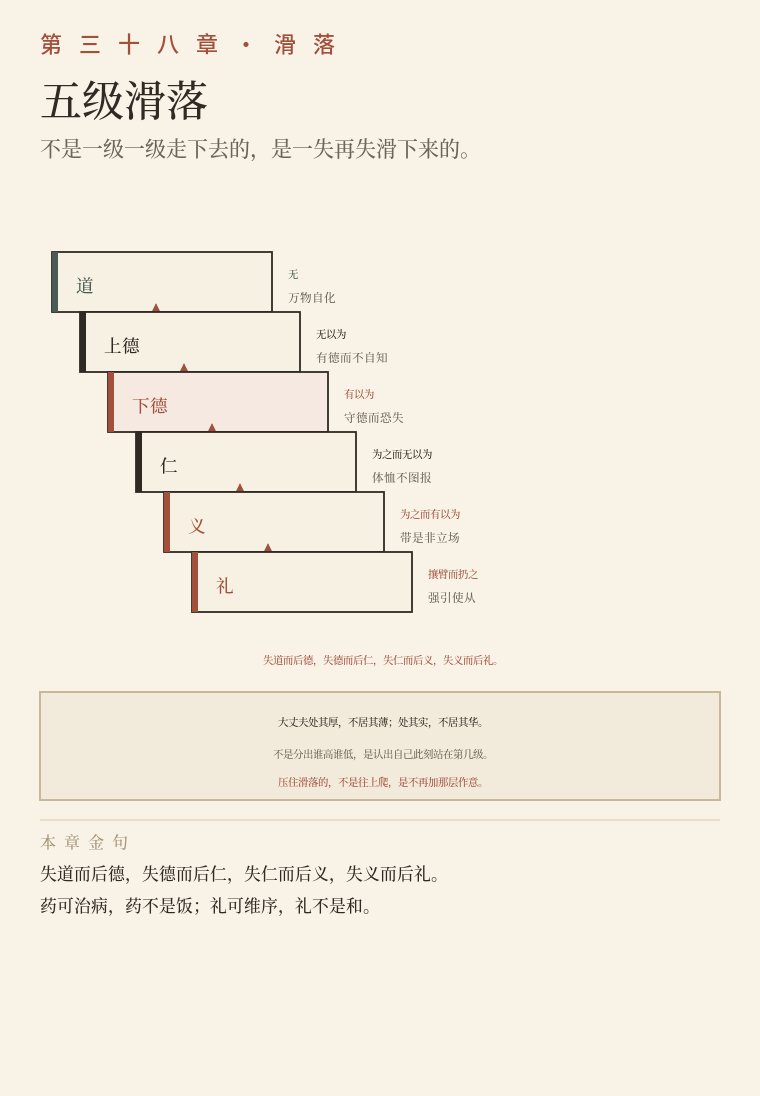 第三十八章·滑落
五级滑落
不是一级一级走下去的，是一失再失滑下来的。
道
无
万物自化
上德
无以为
有德而不自知
下德
有以为
守德而恐失
仁
为之而无以为
体恤不图报
义
为之而有以为
带是非立场
礼
攘臂而扔之
强引使从
失道而后德，失德而后仁，失仁而后义，失义而后礼。
大丈夫处其厚，不居其薄；处其实，不居其华。
不是分出谁高谁低，是认出自己此刻站在第几级。
压住滑落的，不是往上爬，是不再加那层作意。
本章金句
失道而后德，失德而后仁，失仁而后义，失义而后礼。
药可治病，药不是饭；礼可维序，礼不是和。